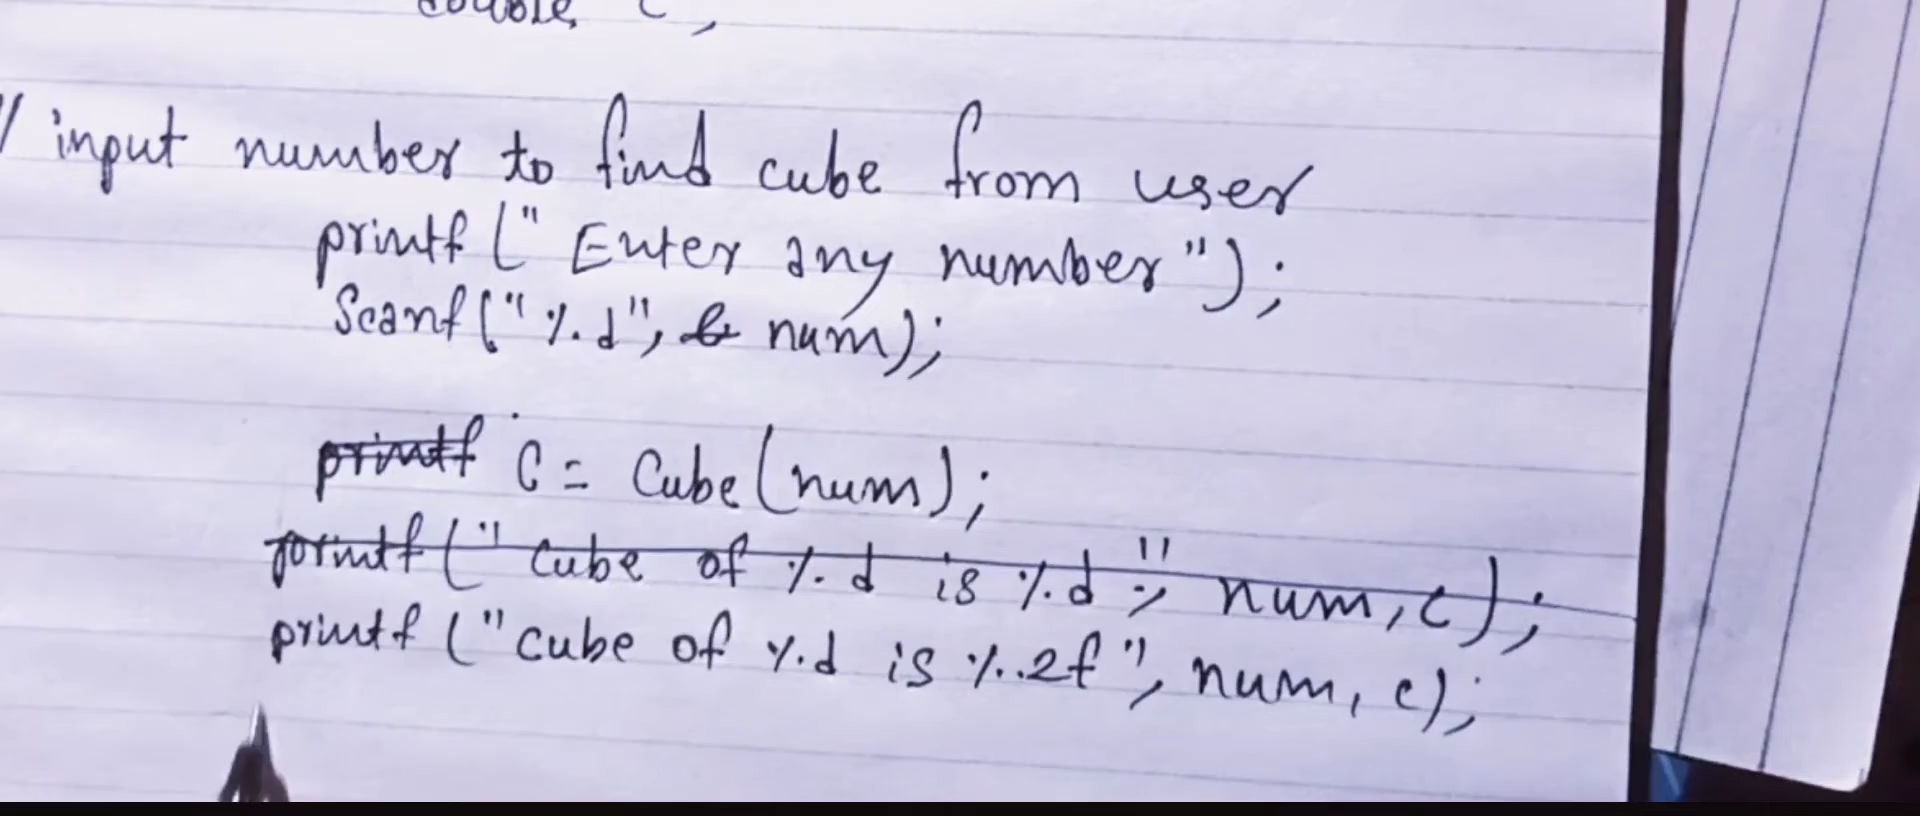 double c;
// input number to find cube from user
printf (" Enter any number");
Scanf ("%d", & num);
printf C = Cube (num);
printf (" cube of %d is %d", num, c);
printf ("cube of %d is %.2f", num, c);